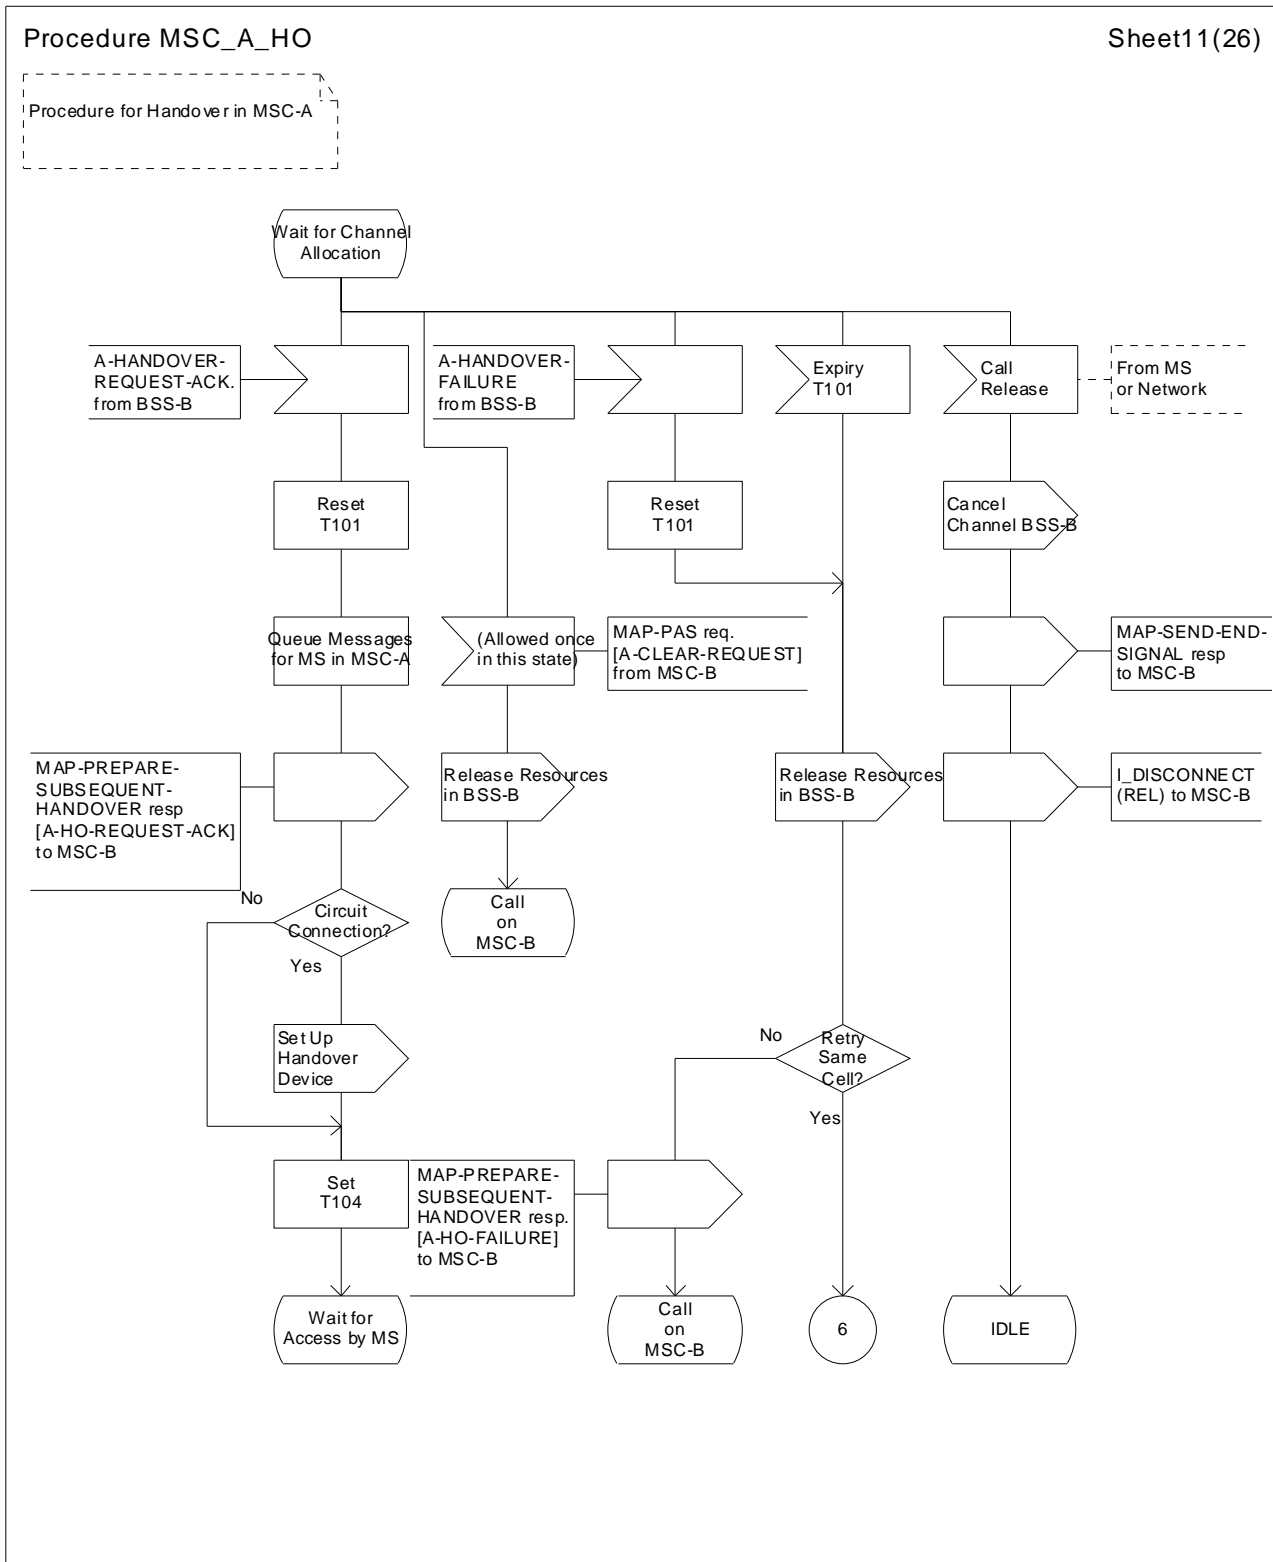 Procedure MSC_A_HO
Sheet11(26)
Procedure for Handover in MSC-A
Wait for Channel
Allocation
A-HANDOVER-
REQUEST-ACK.
from BSS-B
A-HANDOVER-
FAILURE
from BSS-B
Expiry
T101
Call
Release
From MS
or Network
Reset
T101
Reset
T101
Cancel
Channel BSS-B
Queue Messages
for MS in MSC-A
(Allowed once
in this state)
MAP-PAS req.
[A-CLEAR-REQUEST]
from MSC-B
MAP-SEND-END-
SIGNAL resp
to MSC-B
MAP-PREPARE-
SUBSEQUENT-
HANDOVER resp
[A-HO-REQUEST-ACK]
to MSC-B
Release Resources
in BSS-B
Release Resources
in BSS-B
I_DISCONNECT
(REL) to MSC-B
No
Circuit
Connection?
Yes
Call
on
MSC-B
Set Up
Handover
Device
No
Retry
Same
Cell?
Yes
Set
T104
MAP-PREPARE-
SUBSEQUENT-
HANDOVER resp.
[A-HO-FAILURE]
to MSC-B
Wait for
Access by MS
Call
on
MSC-B
6
IDLE